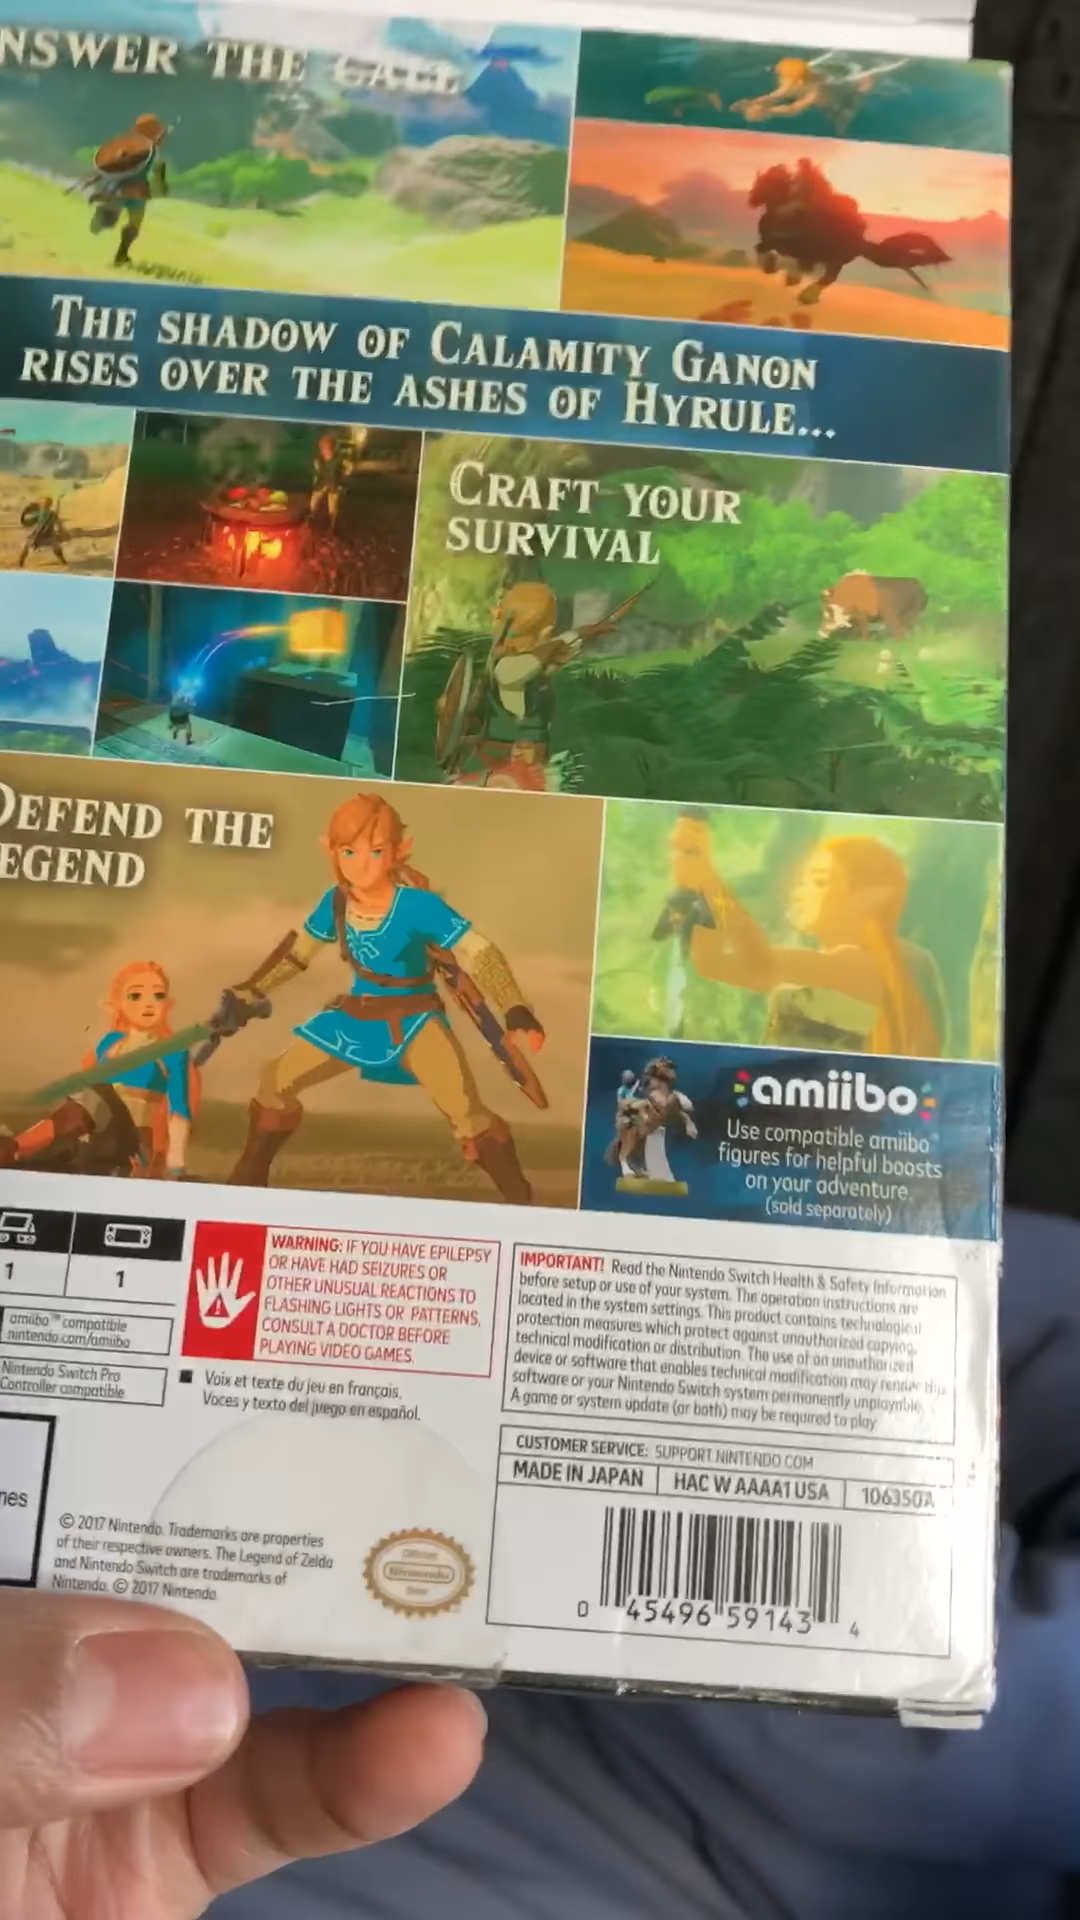 NSWER THE CALL
THE SHADOW OF CALAMITY GANON
RISES OVER THE ASHES OF HYRULE...
CRAFT YOUR
SURVIVAL
DEFEND THE
EGEND
amiibo
Use compatible amiibo™
figures for helpful boosts
on your adventure.
(sold separately)
1
1
amiibo™ compatible
nintendo.com/amiibo
Nintendo Switch Pro
Controller compatible
WARNING: IF YOU HAVE EPILEPSY
OR HAVE HAD SEIZURES OR
OTHER UNUSUAL REACTIONS TO
FLASHING LIGHTS OR PATTERNS,
CONSULT A DOCTOR BEFORE
PLAYING VIDEO GAMES.
Voix et texte du jeu en français.
Voces y texto del juego en español.
IMPORTANT! Read the Nintendo Switch Health & Safety Information
before setup or use of your system. The operation instructions are
located in the system settings. This product contains technological
protection measures which protect against unauthorized copying,
technical modification or distribution. The use of an unauthorized
device or software that enables technical modification may render this
software or your Nintendo Switch system permanently unplayable.
A game or system update (or both) may be required to play.
CUSTOMER SERVICE: SUPPORT.NINTENDO.COM
MADE IN JAPAN HAC W AAAA1 USA 106350A
nes
© 2017 Nintendo. Trademarks are properties
of their respective owners. The Legend of Zelda
and Nintendo Switch are trademarks of
Nintendo. © 2017 Nintendo.
Nintendo
0 45496 59143 4